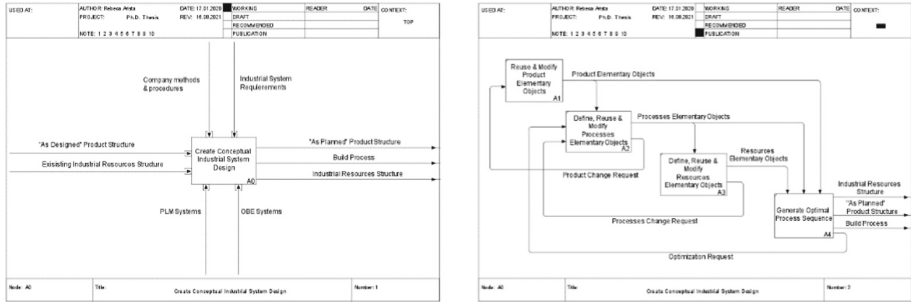 USED AT:
AUTHOR: Rebeca Arista
DATE: 17.01.2020
WORKING
READER
DATE
CONTEXT:
PROJECT: Ph.D. Thesis
REV: 16.08.2021
DRAFT
RECOMMENDED
TOP
NOTE: 1 2 3 4 5 6 7 8 9 10
PUBLICATION
Company methods
& procedures
Industrial System
Requierements
"As Designed" Product Structure
Exisisting Industrial Resources Structure
Create Conceptual
Industrial System
Design
A0
"As Planned" Product Structure
Build Process
Industrial Resources Structure
PLM Systems
OBE Systems
Node: A0
Title:
Create Conceptual Industrial System Design
Number: 1
USED AT:
AUTHOR: Rebeca Arista
DATE: 17.01.2020
WORKING
READER
DATE
CONTEXT:
PROJECT: Ph.D. Thesis
REV: 16.08.2021
DRAFT
RECOMMENDED
NOTE: 1 2 3 4 5 6 7 8 9 10
PUBLICATION
Reuse & Modify
Product
Elementary
Objects
A1
Product Elementary Objects
Define, Reuse &
Modify
Processes
Elementary Objects
A2
Processes Elementary Objects
Product Change Request
Define, Reuse &
Modify
Resources
Elementary Objects
A3
Resources
Elementary Objects
Processes Change Request
Generate Optimal
Process Sequence
A4
Industrial Resources
Structure
"As Planned"
Product Structure
Build Process
Optimization Request
Node: A0
Title:
Create Conceptual Industrial System Design
Number: 2